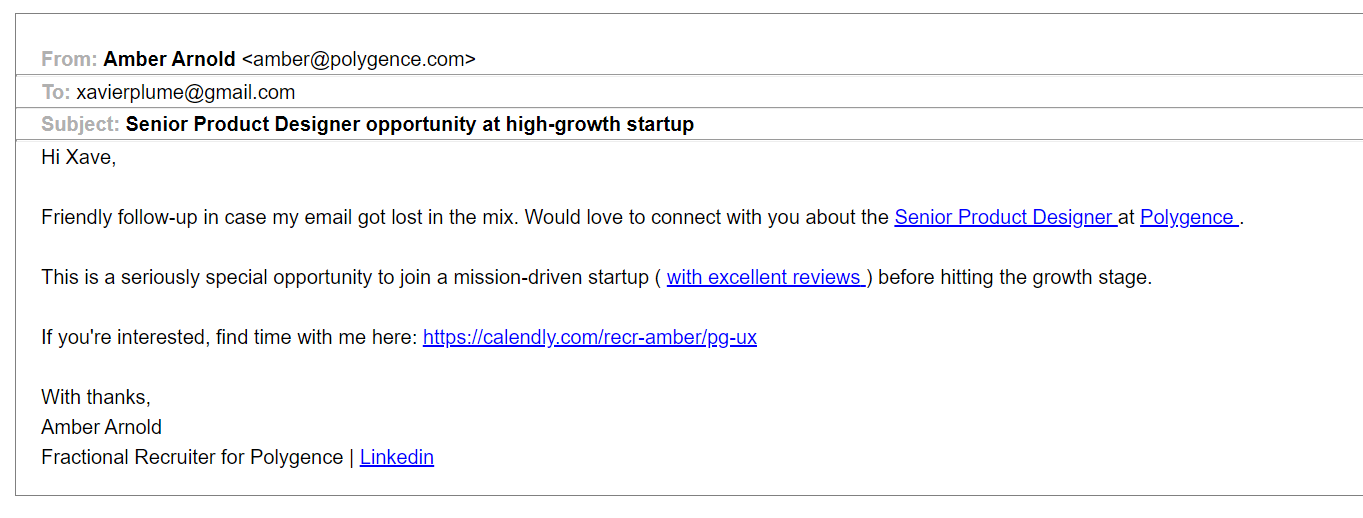 From: Amber Arnold <amber@polygence.com>
To: xavierplume@gmail.com
Subject: Senior Product Designer opportunity at high-growth startup
Hi Xave,
Friendly follow-up in case my email got lost in the mix. Would love to connect with you about the Senior Product Designer at Polygence .
This is a seriously special opportunity to join a mission-driven startup ( with excellent reviews ) before hitting the growth stage.
If you're interested, find time with me here: https://calendly.com/recr-amber/pg-ux
With thanks,
Amber Arnold
Fractional Recruiter for Polygence | Linkedin